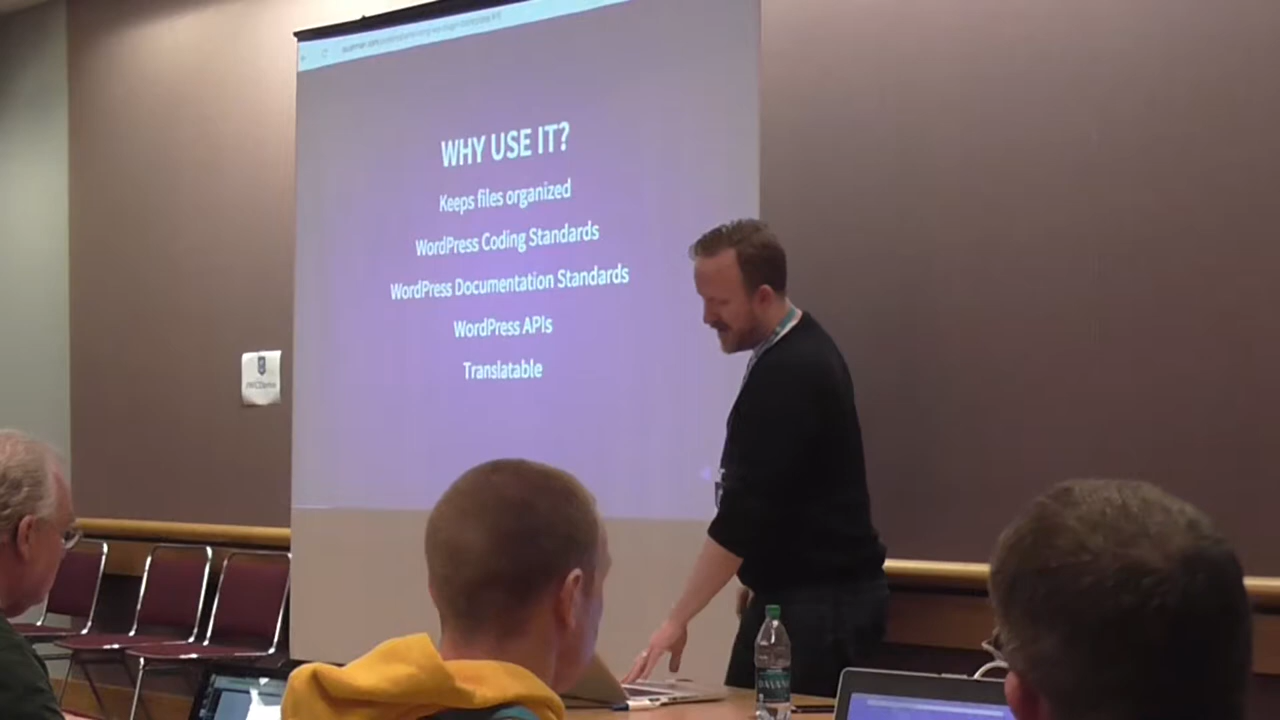 WHY USE IT?
Keeps files organized
WordPress Coding Standards
WordPress Documentation Standards
WordPress APIs
Translatable